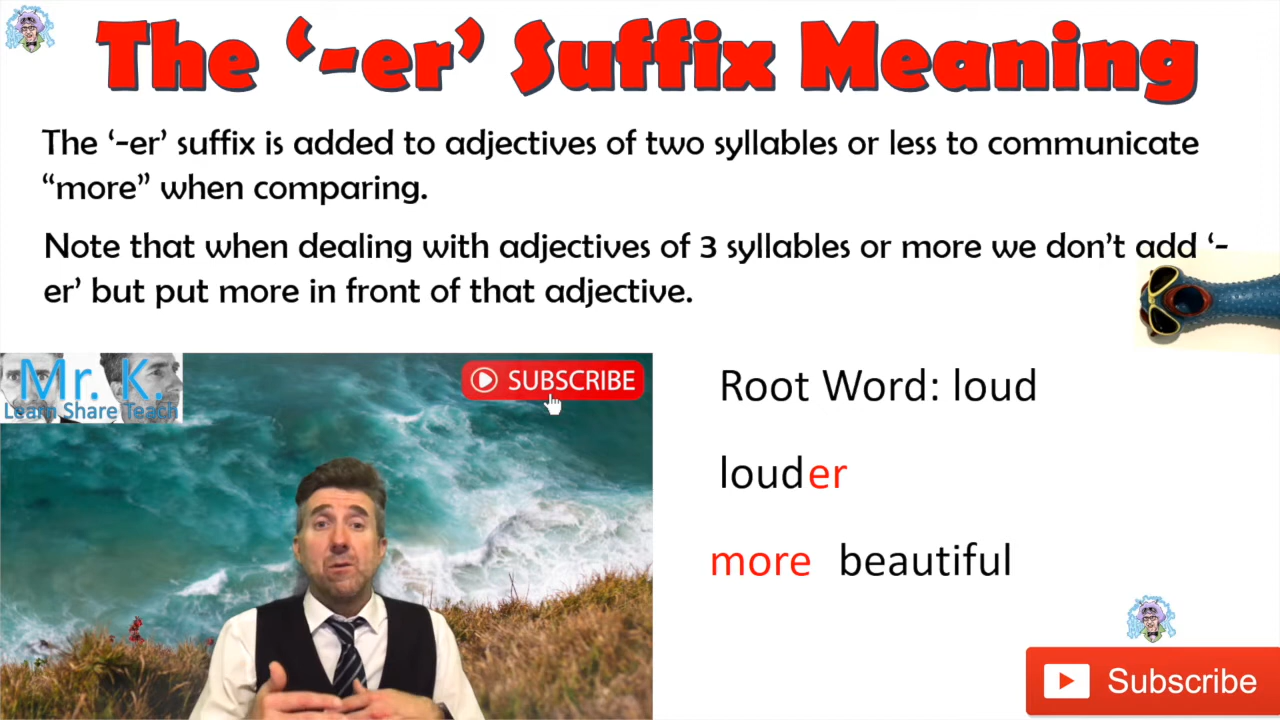 The ‘-er’ Suffix Meaning
The ‘-er’ suffix is added to adjectives of two syllables or less to communicate
“more” when comparing.
Note that when dealing with adjectives of 3 syllables or more we don’t add ‘-
er’ but put more in front of that adjective.
Mr. K.
Learn Share Teach
SUBSCRIBE
Root Word: loud
louder
more beautiful
Subscribe